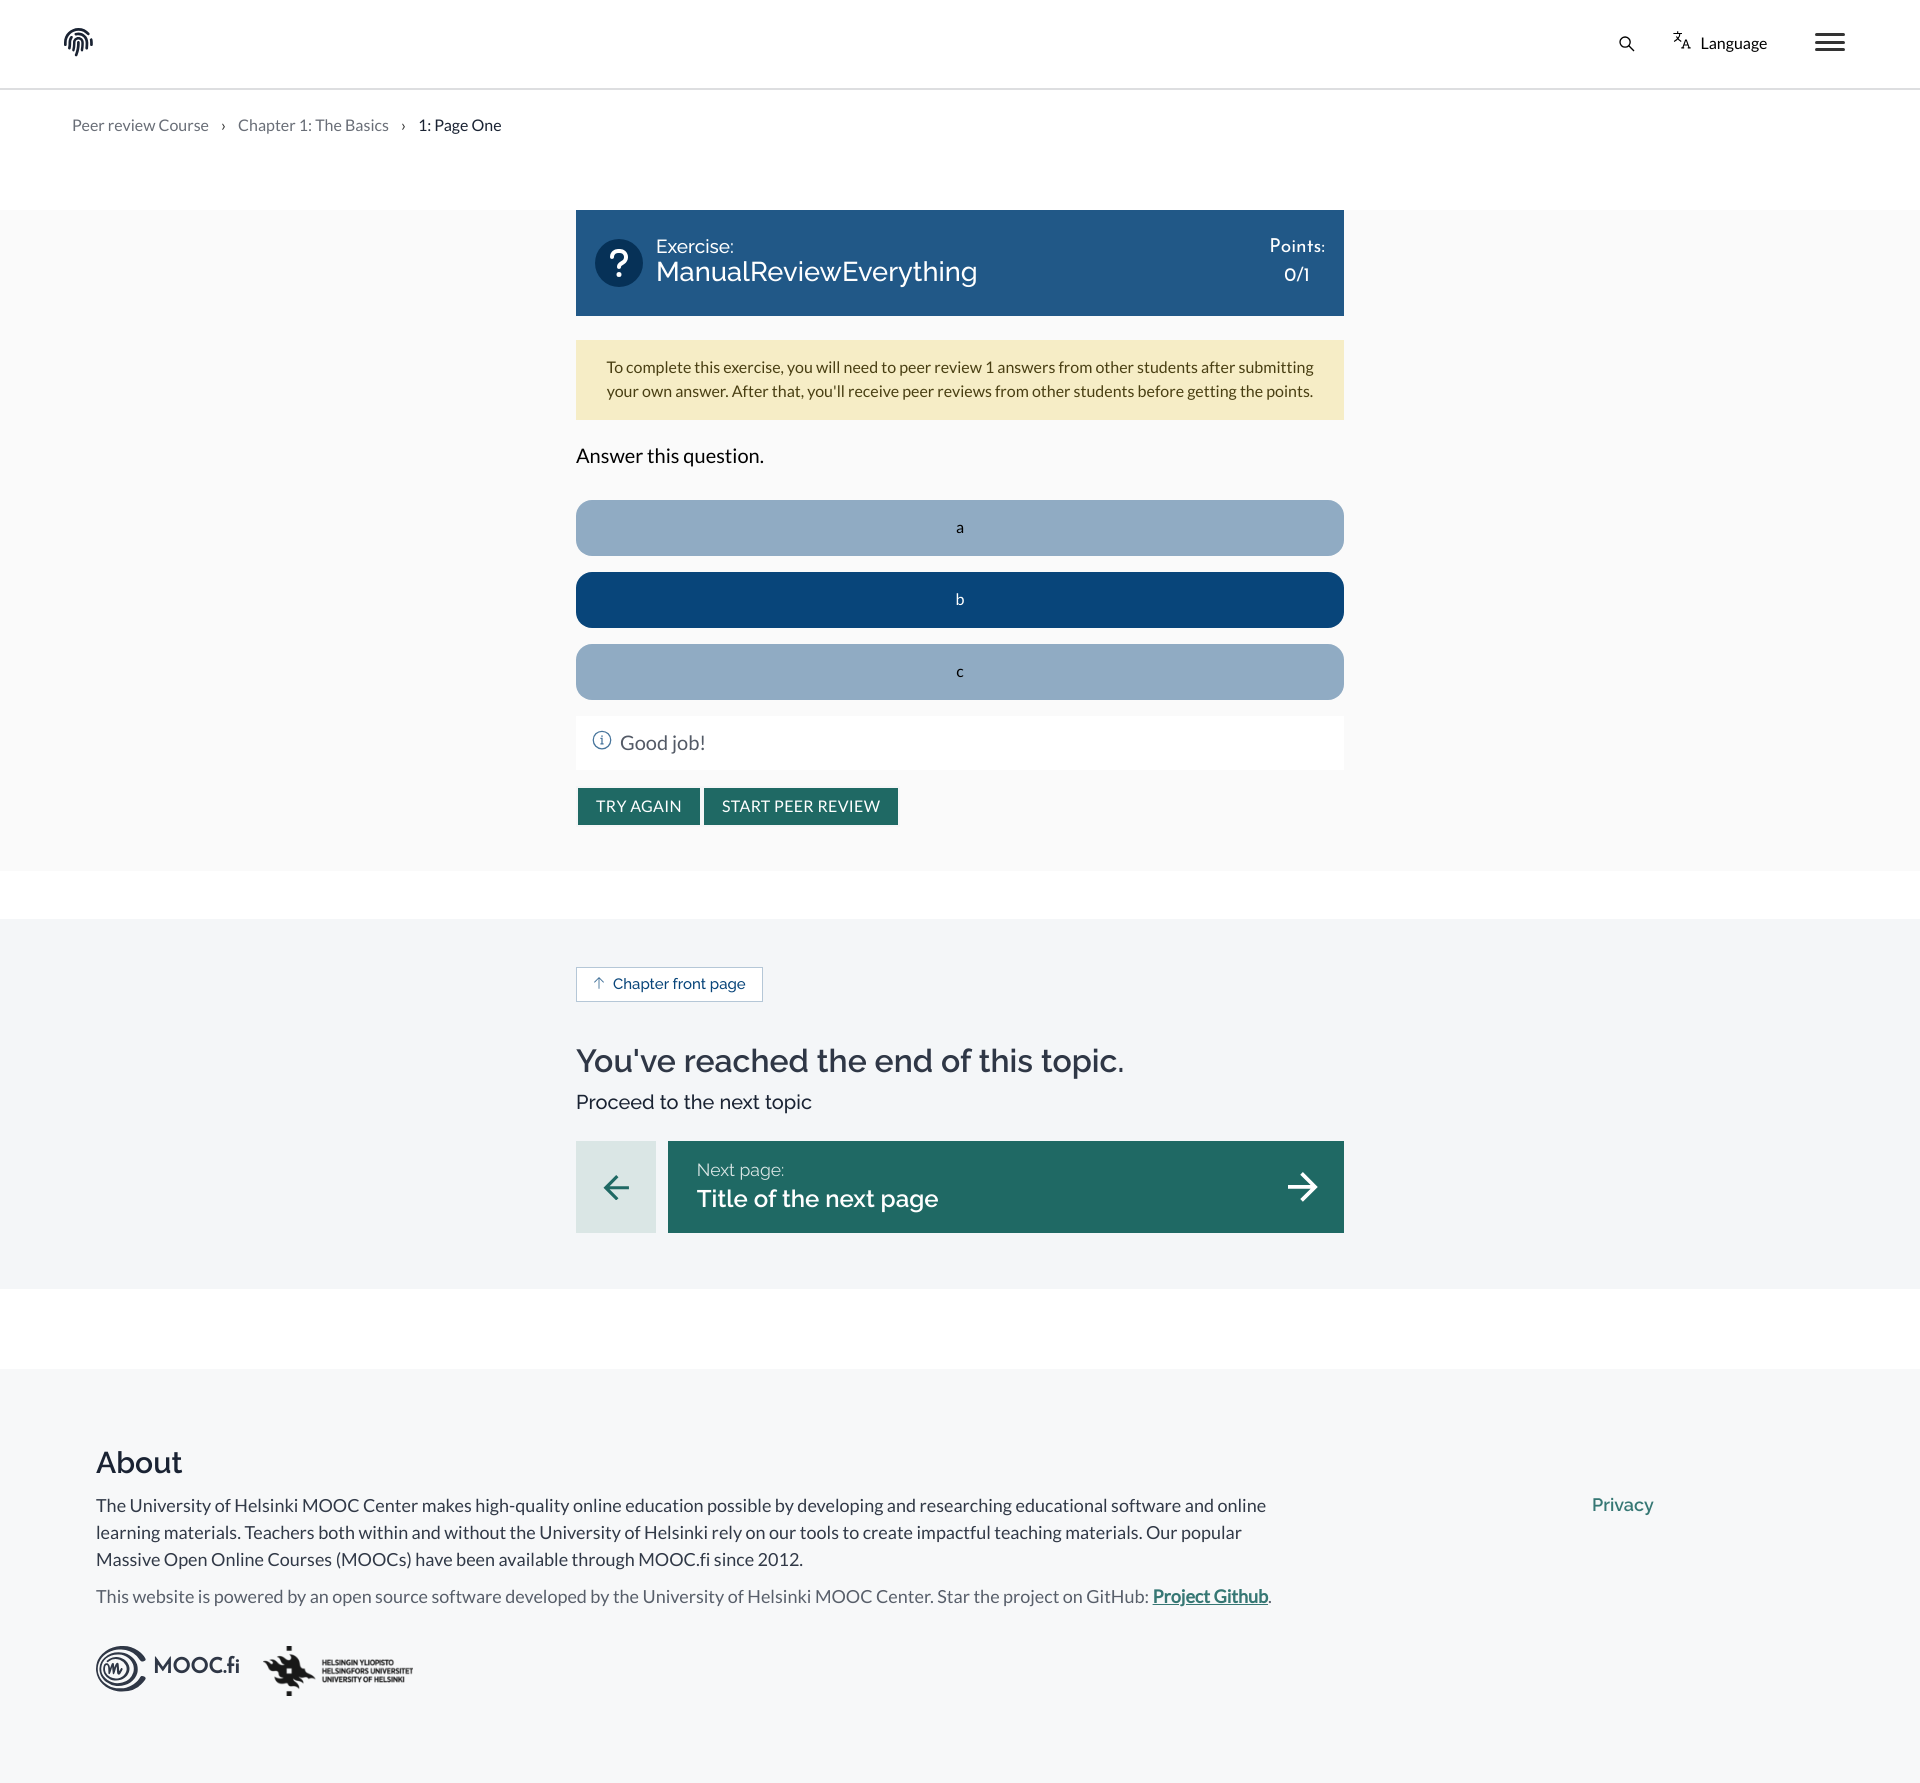 Language
Peer review Course › Chapter 1: The Basics › 1: Page One
?
Exercise:
ManualReviewEverything
Points:
0/1
To complete this exercise, you will need to peer review 1 answers from other students after submitting
your own answer. After that, you'll receive peer reviews from other students before getting the points.
Answer this question.
a
b
c
Good job!
TRY AGAIN
START PEER REVIEW
Chapter front page
You've reached the end of this topic.
Proceed to the next topic
Next page:
Title of the next page
About
The University of Helsinki MOOC Center makes high-quality online education possible by developing and researching educational software and online
learning materials. Teachers both within and without the University of Helsinki rely on our tools to create impactful teaching materials. Our popular
Massive Open Online Courses (MOOCs) have been available through MOOC.fi since 2012.
This website is powered by an open source software developed by the University of Helsinki MOOC Center. Star the project on GitHub: Project Github.
Privacy
MOOC.fi
HELSINGIN YLIOPISTO
HELSINGFORS UNIVERSITET
UNIVERSITY OF HELSINKI